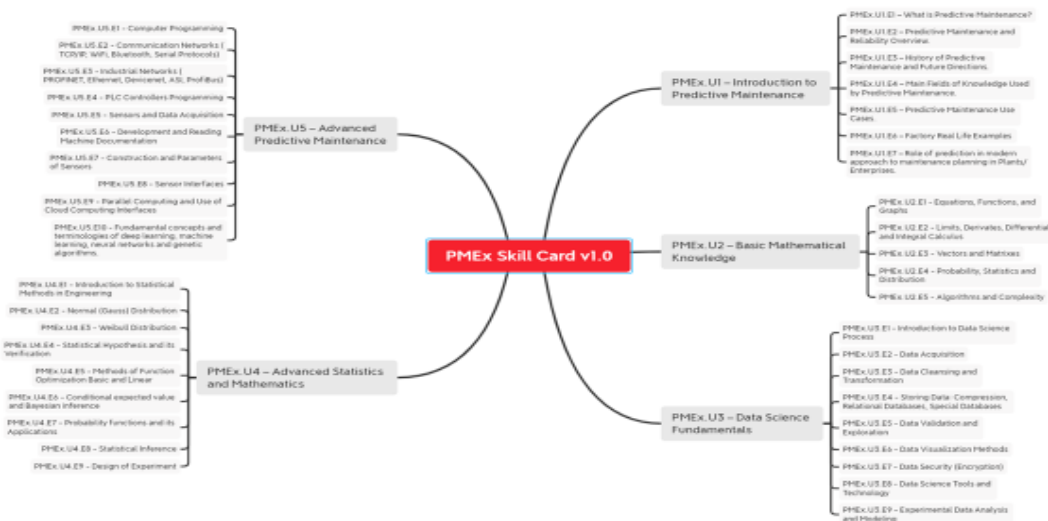 PMEx Skill Card v1.0
PMEx.U1 – Introduction to
Predictive Maintenance
PMEx.U1.E1 – What is Predictive Maintenance?
PMEx.U1.E2 – Predictive Maintenance and
Reliability Overview.
PMEx.U1.E3 – History of Predictive
Maintenance and Future Directions.
PMEx.U1.E4 – Main Fields of Knowledge Used
by Predictive Maintenance.
PMEx.U1.E5 – Predictive Maintenance Use
Cases.
PMEx.U1.E6 – Factory Real Life Examples
PMEx.U1.E7 – Role of prediction in modern
approach to maintenance planning in Plants/
Enterprises.
PMEx.U2 – Basic Mathematical
Knowledge
PMEx.U2.E1 – Equations, Functions, and
Graphs
PMEx.U2.E2 – Limits, Derivates, Differential
and Integral Calculus
PMEx.U2.E3 – Vectors and Matrixes
PMEx.U2.E4 – Probability, Statistics and
Distribution
PMEx.U2.E5 – Algorithms and Complexity
PMEx.U3 – Data Science
Fundamentals
PMEx.U3.E1 – Introduction to Data Science
Process
PMEx.U3.E2 – Data Acquisition
PMEx.U3.E3 – Data Cleansing and
Transformation
PMEx.U3.E4 – Storing Data- Compression,
Relational Databases, Special Databases
PMEx.U3.E5 – Data Validation and
Exploration
PMEx.U3.E6 – Data Visualization Methods
PMEx.U3.E7 – Data Security (Encryption)
PMEx.U3.E8 – Data Science Tools and
Technology
PMEx.U3.E9 – Experimental Data Analysis
and Modeling
PMEx.U4 – Advanced Statistics
and Mathematics
PMEx.U4.E1 – Introduction to Statistical
Methods in Engineering
PMEx.U4.E2 – Normal (Gauss) Distribution
PMEx.U4.E3 – Weibull Distribution
PMEx.U4.E4 – Statistical Hypothesis and its
Verification
PMEx.U4.E5 – Methods of Function
Optimization Basic and Linear
PMEx.U4.E6 – Conditional expected value
and Bayesian Inference
PMEx.U4.E7 – Probability functions and its
Applications
PMEx.U4.E8 – Statistical Inference
PMEx.U4.E9 – Design of Experiment
PMEx.U5 – Advanced
Predictive Maintenance
PMEx.U5.E1 – Computer Programming
PMEx.U5.E2 – Communication Networks (
TCP/IP, WiFi, Bluetooth, Serial Protocols)
PMEx.U5.E3 – Industrial Networks (
PROFINET, Ethernet, Devicenet, ASI, ProfiBus)
PMEx.U5.E4 – PLC Controllers Programming
PMEx.U5.E5 – Sensors and Data Acquisition
PMEx.U5.E6 – Development and Reading
Machine Documentation
PMEx.U5.E7 – Construction and Parameters
of Sensors
PMEx.U5.E8 – Sensor Interfaces
PMEx.U5.E9 – Parallel Computing and Use of
Cloud Computing Interfaces
PMEx.U5.E10 – Fundamental concepts and
terminologies of deep learning, machine
learning, neural networks and genetic
algorithms.